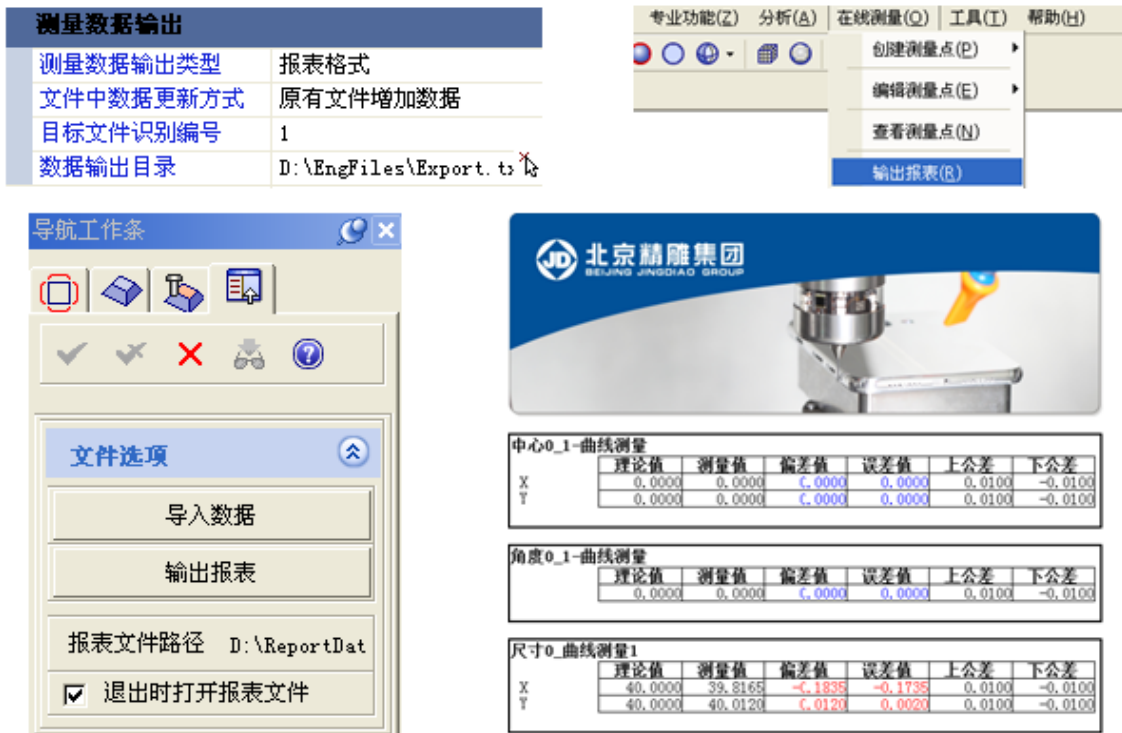 测量数据输出
测量数据输出类型 报表格式
文件中数据更新方式 原有文件增加数据
目标文件识别编号 1
数据输出目录 D:\EngFiles\Export.t
专业功能(Z) 分析(A) 在线测量(O) 工具(T) 帮助(H)
创建测量点(P)
编辑测量点(E)
查看测量点(N)
输出报表(R)
导航工作条
文件选项
导入数据
输出报表
报表文件路径 D:\ReportDat
退出时打开报表文件
JD 北京精雕集团
BEIJING JINGDIAO GROUP
中心0_1-曲线测量
理论值 测量值 偏差值 误差值 上公差 下公差
X 0.0000 0.0000 0.0000 0.0000 0.0100 -0.0100
Y 0.0000 0.0000 0.0000 0.0000 0.0100 -0.0100
角度0_1-曲线测量
理论值 测量值 偏差值 误差值 上公差 下公差
0.0000 0.0000 0.0000 0.0000 0.0100 -0.0100
尺寸0_曲线测量1
理论值 测量值 偏差值 误差值 上公差 下公差
X 40.0000 39.8165 -0.1835 -0.1735 0.0100 -0.0100
Y 40.0000 40.0120 0.0120 0.0020 0.0100 -0.0100